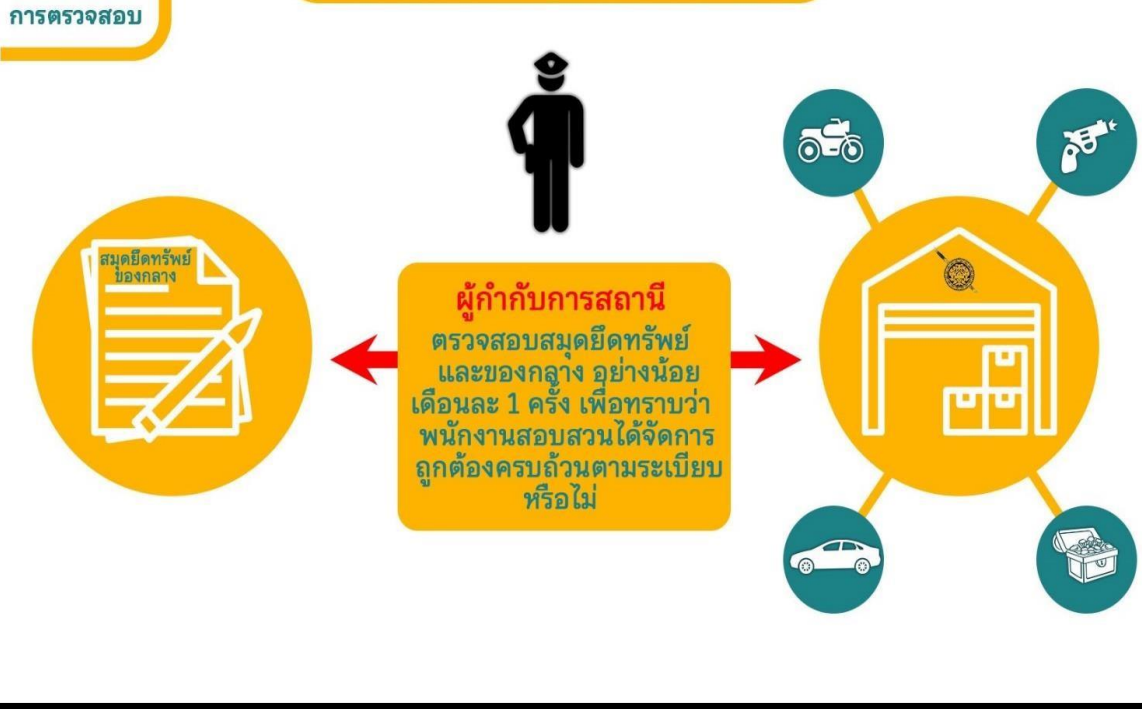 การตรวจสอบ
สมุดยึดทรัพย์
ของกลาง
ผู้กำกับการสถานี
ตรวจสอบสมุดยึดทรัพย์
และของกลาง อย่างน้อย
เดือนละ 1 ครั้ง เพื่อทราบว่า
พนักงานสอบสวนได้จัดการ
ถูกต้องครบถ้วนตามระเบียบ
หรือไม่